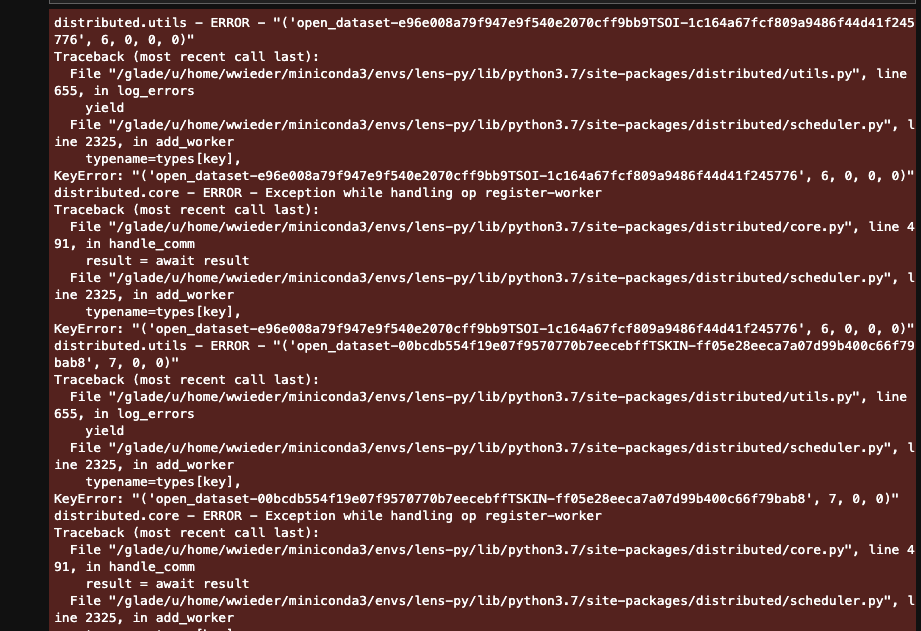 distributed.utils - ERROR - "('open_dataset-e96e008a79f947e9f540e2070cff9bb9TSOI-1c164a67fcf809a9486f44d41f245
776', 6, 0, 0, 0)"
Traceback (most recent call last):
  File "/glade/u/home/wwieder/miniconda3/envs/lens-py/lib/python3.7/site-packages/distributed/utils.py", line
655, in log_errors
    yield
  File "/glade/u/home/wwieder/miniconda3/envs/lens-py/lib/python3.7/site-packages/distributed/scheduler.py", l
ine 2325, in add_worker
    typename=types[key],
KeyError: "('open_dataset-e96e008a79f947e9f540e2070cff9bb9TSOI-1c164a67fcf809a9486f44d41f245776', 6, 0, 0, 0)"
distributed.core - ERROR - Exception while handling op register-worker
Traceback (most recent call last):
  File "/glade/u/home/wwieder/miniconda3/envs/lens-py/lib/python3.7/site-packages/distributed/core.py", line 4
91, in handle_comm
    result = await result
  File "/glade/u/home/wwieder/miniconda3/envs/lens-py/lib/python3.7/site-packages/distributed/scheduler.py", l
ine 2325, in add_worker
    typename=types[key],
KeyError: "('open_dataset-e96e008a79f947e9f540e2070cff9bb9TSOI-1c164a67fcf809a9486f44d41f245776', 6, 0, 0, 0)"
distributed.utils - ERROR - "('open_dataset-00bcdb554f19e07f9570770b7eecebffTSKIN-ff05e28eeca7a07d99b400c66f79
bab8', 7, 0, 0)"
Traceback (most recent call last):
  File "/glade/u/home/wwieder/miniconda3/envs/lens-py/lib/python3.7/site-packages/distributed/utils.py", line
655, in log_errors
    yield
  File "/glade/u/home/wwieder/miniconda3/envs/lens-py/lib/python3.7/site-packages/distributed/scheduler.py", l
ine 2325, in add_worker
    typename=types[key],
KeyError: "('open_dataset-00bcdb554f19e07f9570770b7eecebffTSKIN-ff05e28eeca7a07d99b400c66f79bab8', 7, 0, 0)"
distributed.core - ERROR - Exception while handling op register-worker
Traceback (most recent call last):
  File "/glade/u/home/wwieder/miniconda3/envs/lens-py/lib/python3.7/site-packages/distributed/core.py", line 4
91, in handle_comm
    result = await result
  File "/glade/u/home/wwieder/miniconda3/envs/lens-py/lib/python3.7/site-packages/distributed/scheduler.py", l
ine 2325, in add_worker